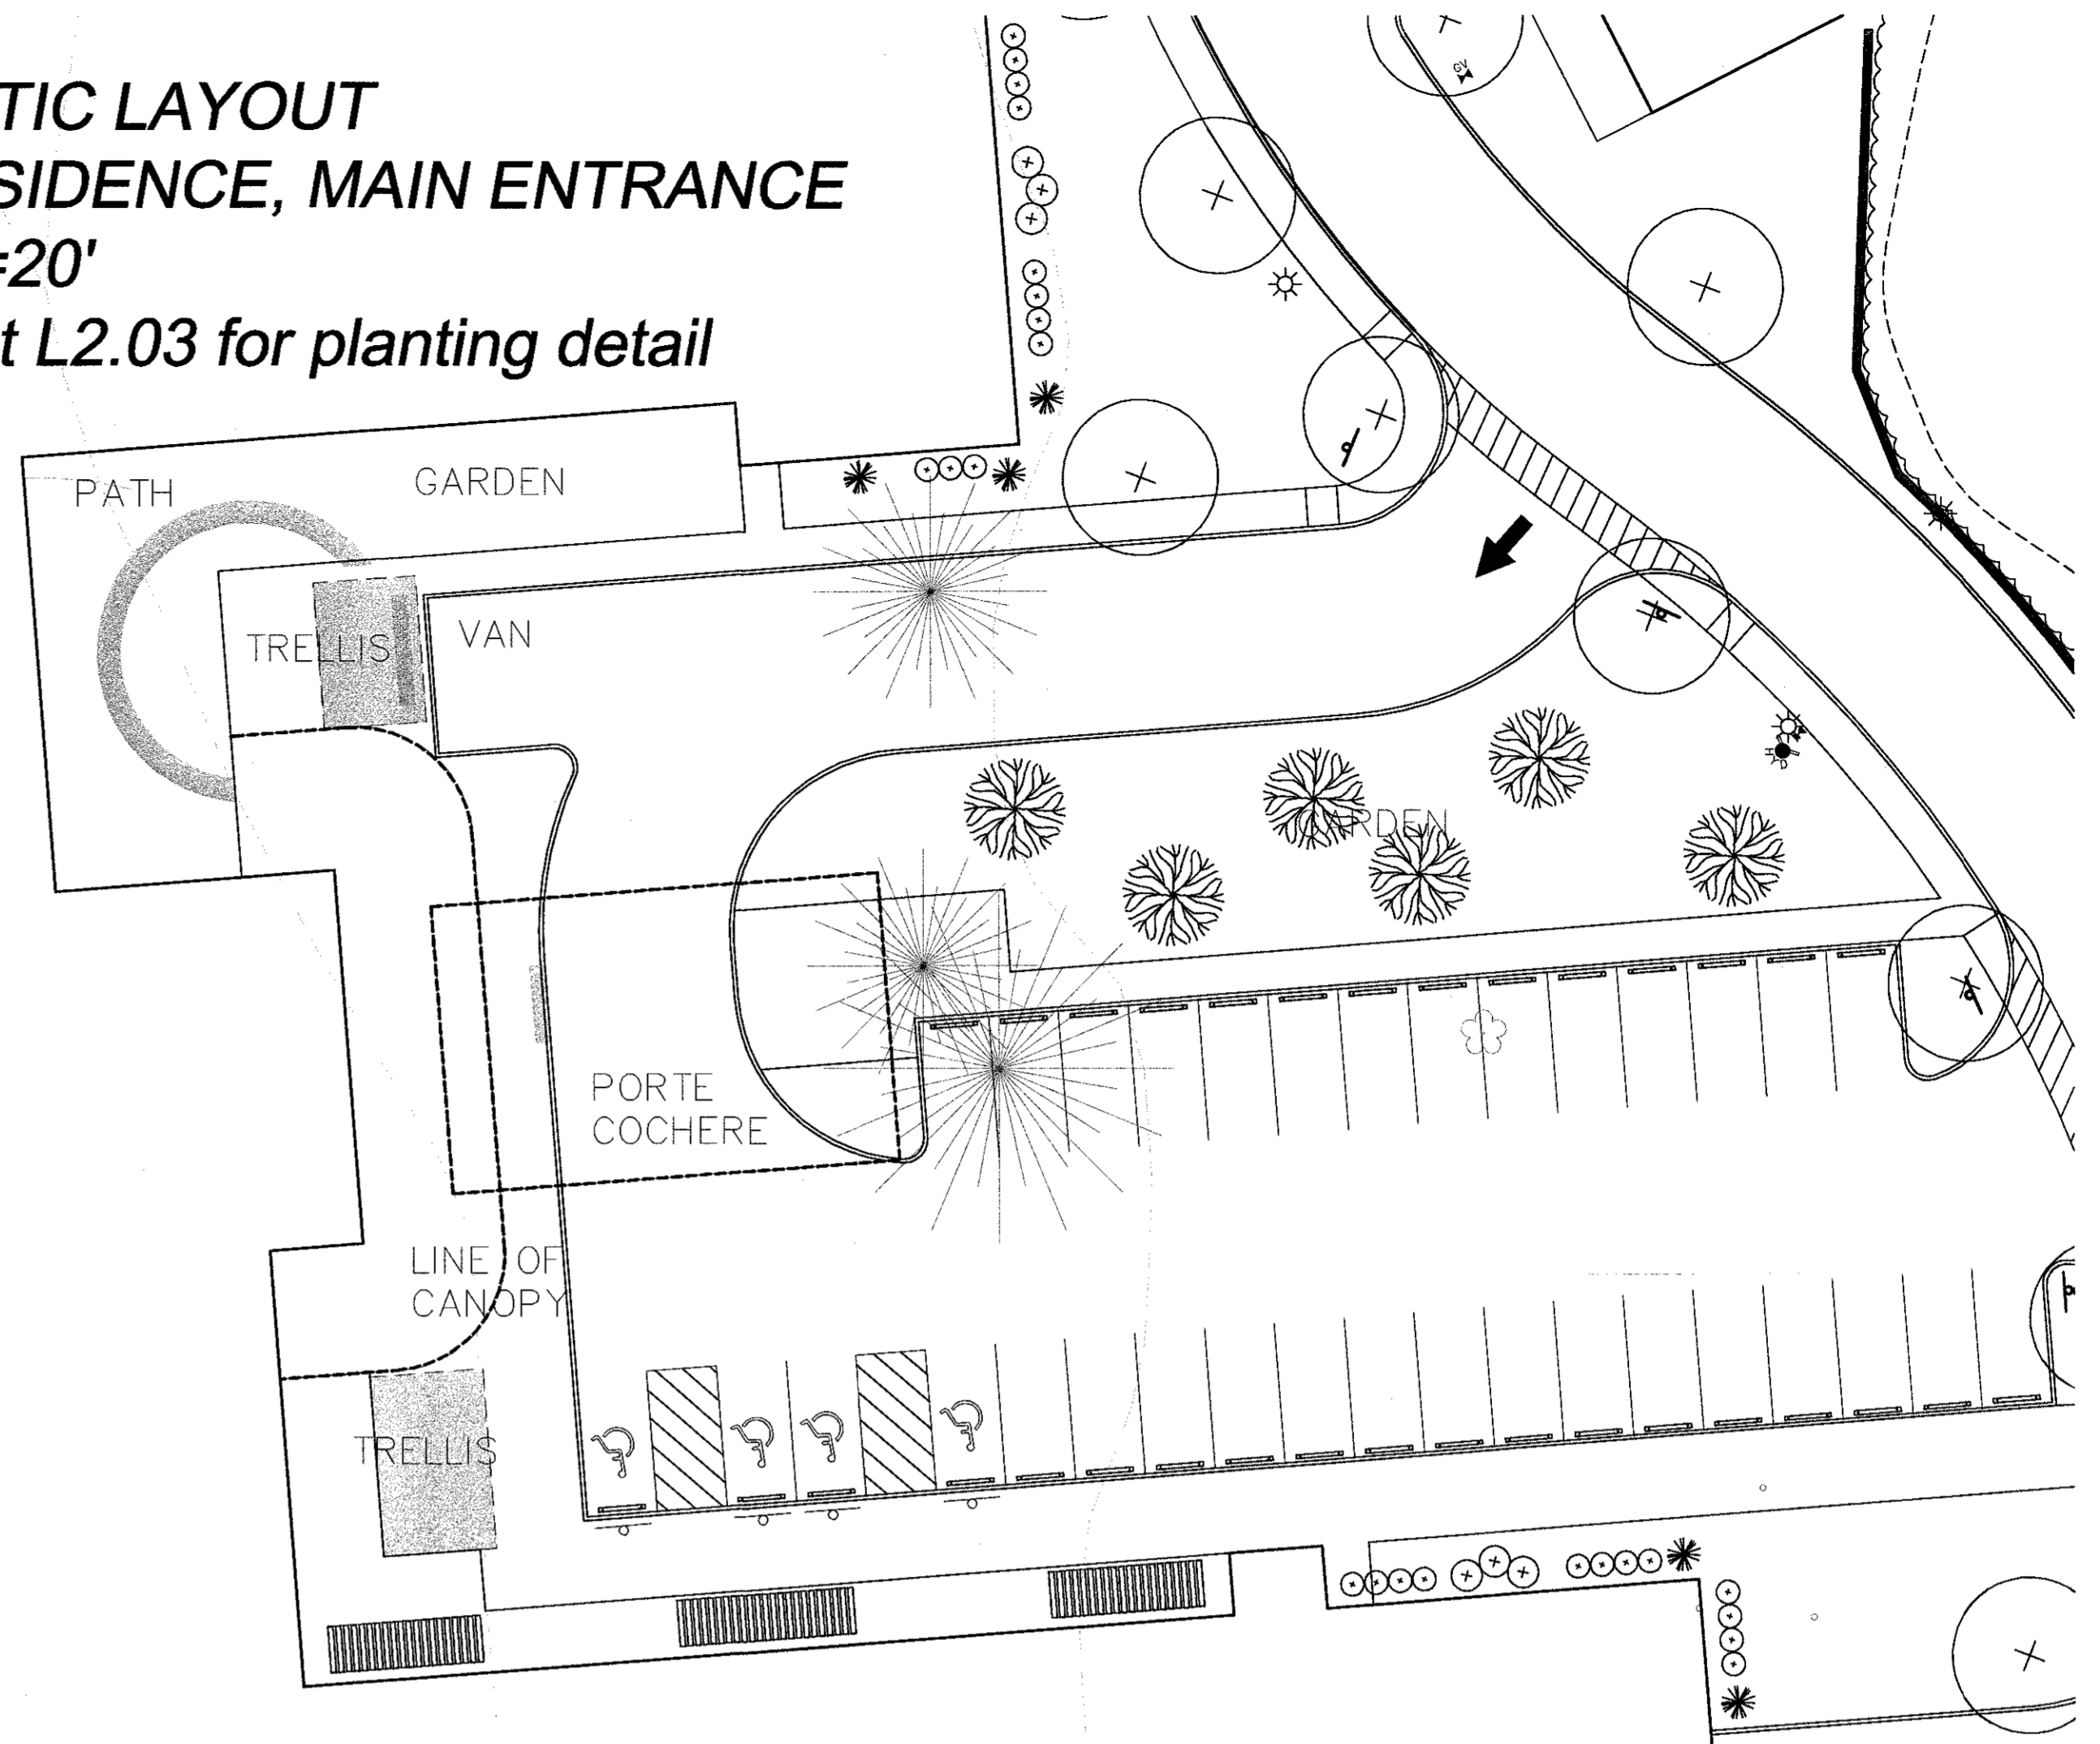 TIC LAYOUT
SIDENCE, MAIN ENTRANCE
=20'
t L2.03 for planting detail
GV
PATH
GARDEN
TRELLIS
VAN
GARDEN
PORTE
COCHERE
LINE OF
CANOPY
TRELLIS